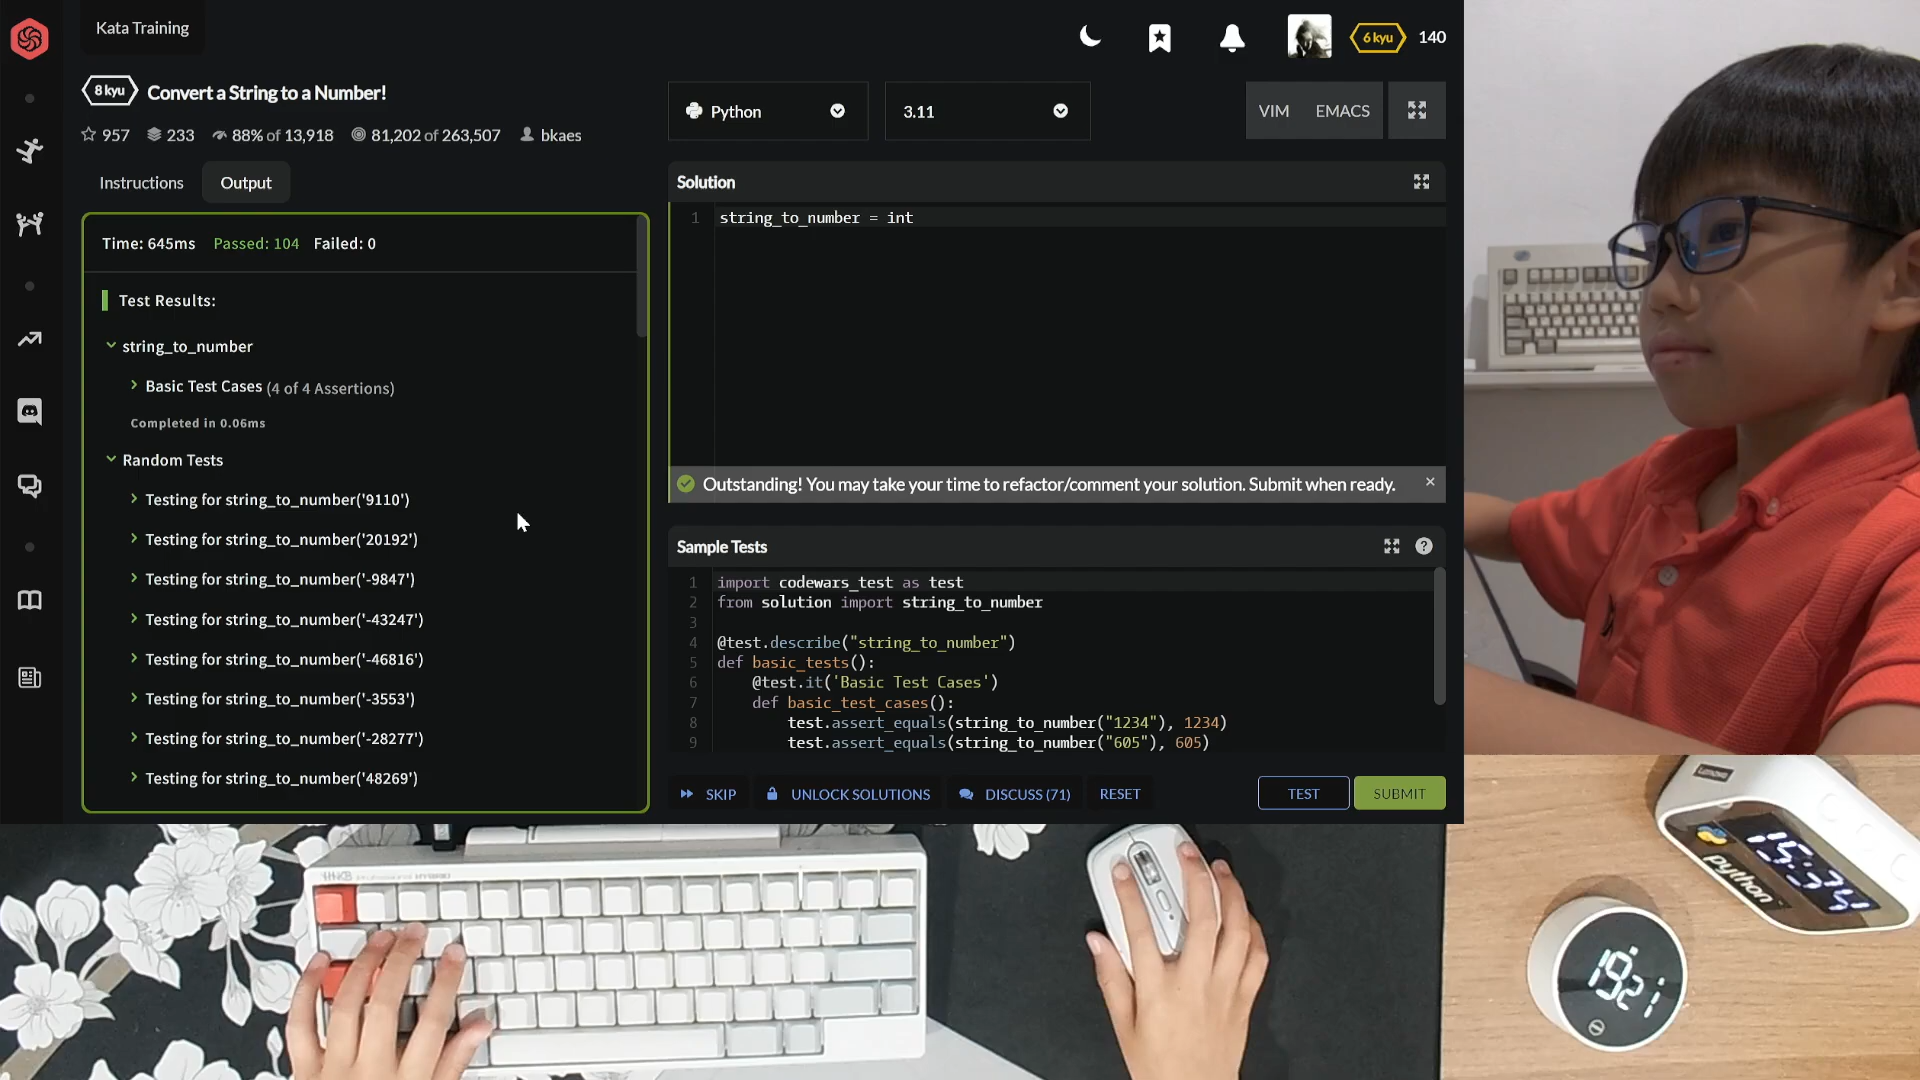 Kata Training
6 kyu
140
8 kyu
Convert a String to a Number!
957
233
88% of 13,918
81,202 of 263,507
bkaes
Python
3.11
VIM
EMACS
Instructions
Output
Solution
1
string_to_number = int
Time: 645ms
Passed: 104
Failed: 0
Test Results:
string_to_number
Basic Test Cases (4 of 4 Assertions)
Completed in 0.06ms
Random Tests
Testing for string_to_number('9110')
Testing for string_to_number('20192')
Testing for string_to_number('-9847')
Testing for string_to_number('-43247')
Testing for string_to_number('-46816')
Testing for string_to_number('-3553')
Testing for string_to_number('-28277')
Testing for string_to_number('48269')
Outstanding! You may take your time to refactor/comment your solution. Submit when ready.
Sample Tests
1 import codewars_test as test
2 from solution import string_to_number
3
4 @test.describe("string_to_number")
5 def basic_tests():
6 @test.it('Basic Test Cases')
7 def basic_test_cases():
8 test.assert_equals(string_to_number("1234"), 1234)
9 test.assert_equals(string_to_number("605"), 605)
SKIP
UNLOCK SOLUTIONS
DISCUSS (71)
RESET
TEST
SUBMIT
Lenovo
python
19:21